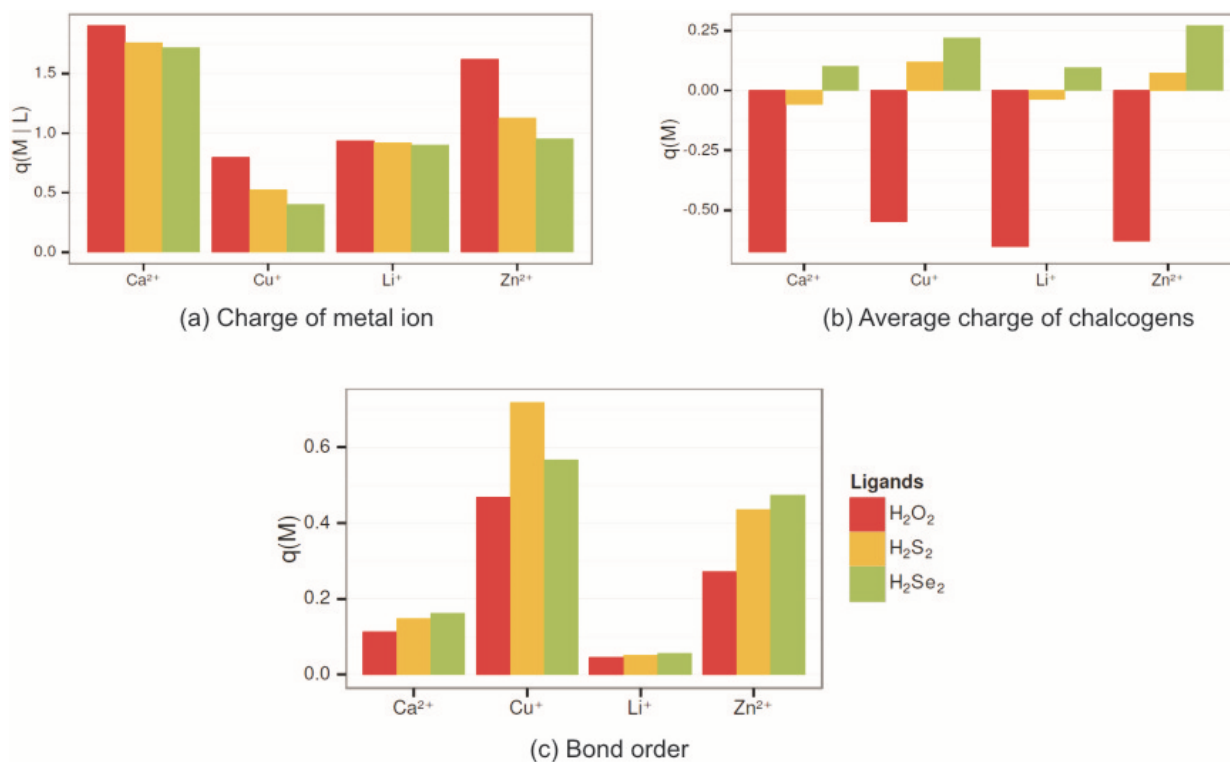 q(M | L)
1.5
1.0
0.5
0.0
Ca²⁺ Cu⁺ Li⁺ Zn²⁺
(a) Charge of metal ion
q(M)
0.25
0.00
-0.25
-0.50
Ca²⁺ Cu⁺ Li⁺ Zn²⁺
(b) Average charge of chalcogens
q(M)
0.6
0.4
0.2
0.0
Ca²⁺ Cu⁺ Li⁺ Zn²⁺
(c) Bond order
Ligands
H₂O₂
H₂S₂
H₂Se₂